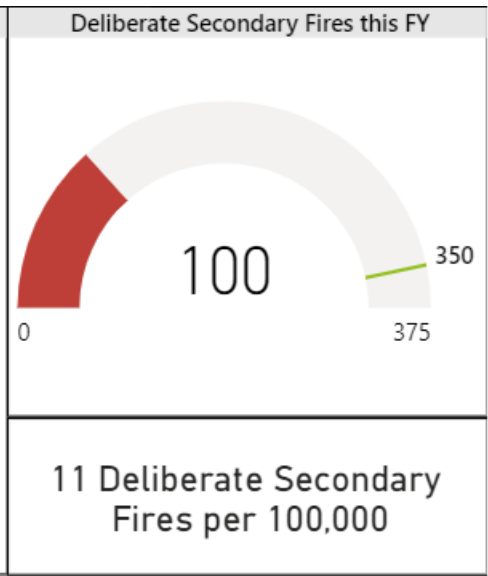 Deliberate Secondary Fires this FY
100
350
0
375
11 Deliberate Secondary
Fires per 100,000